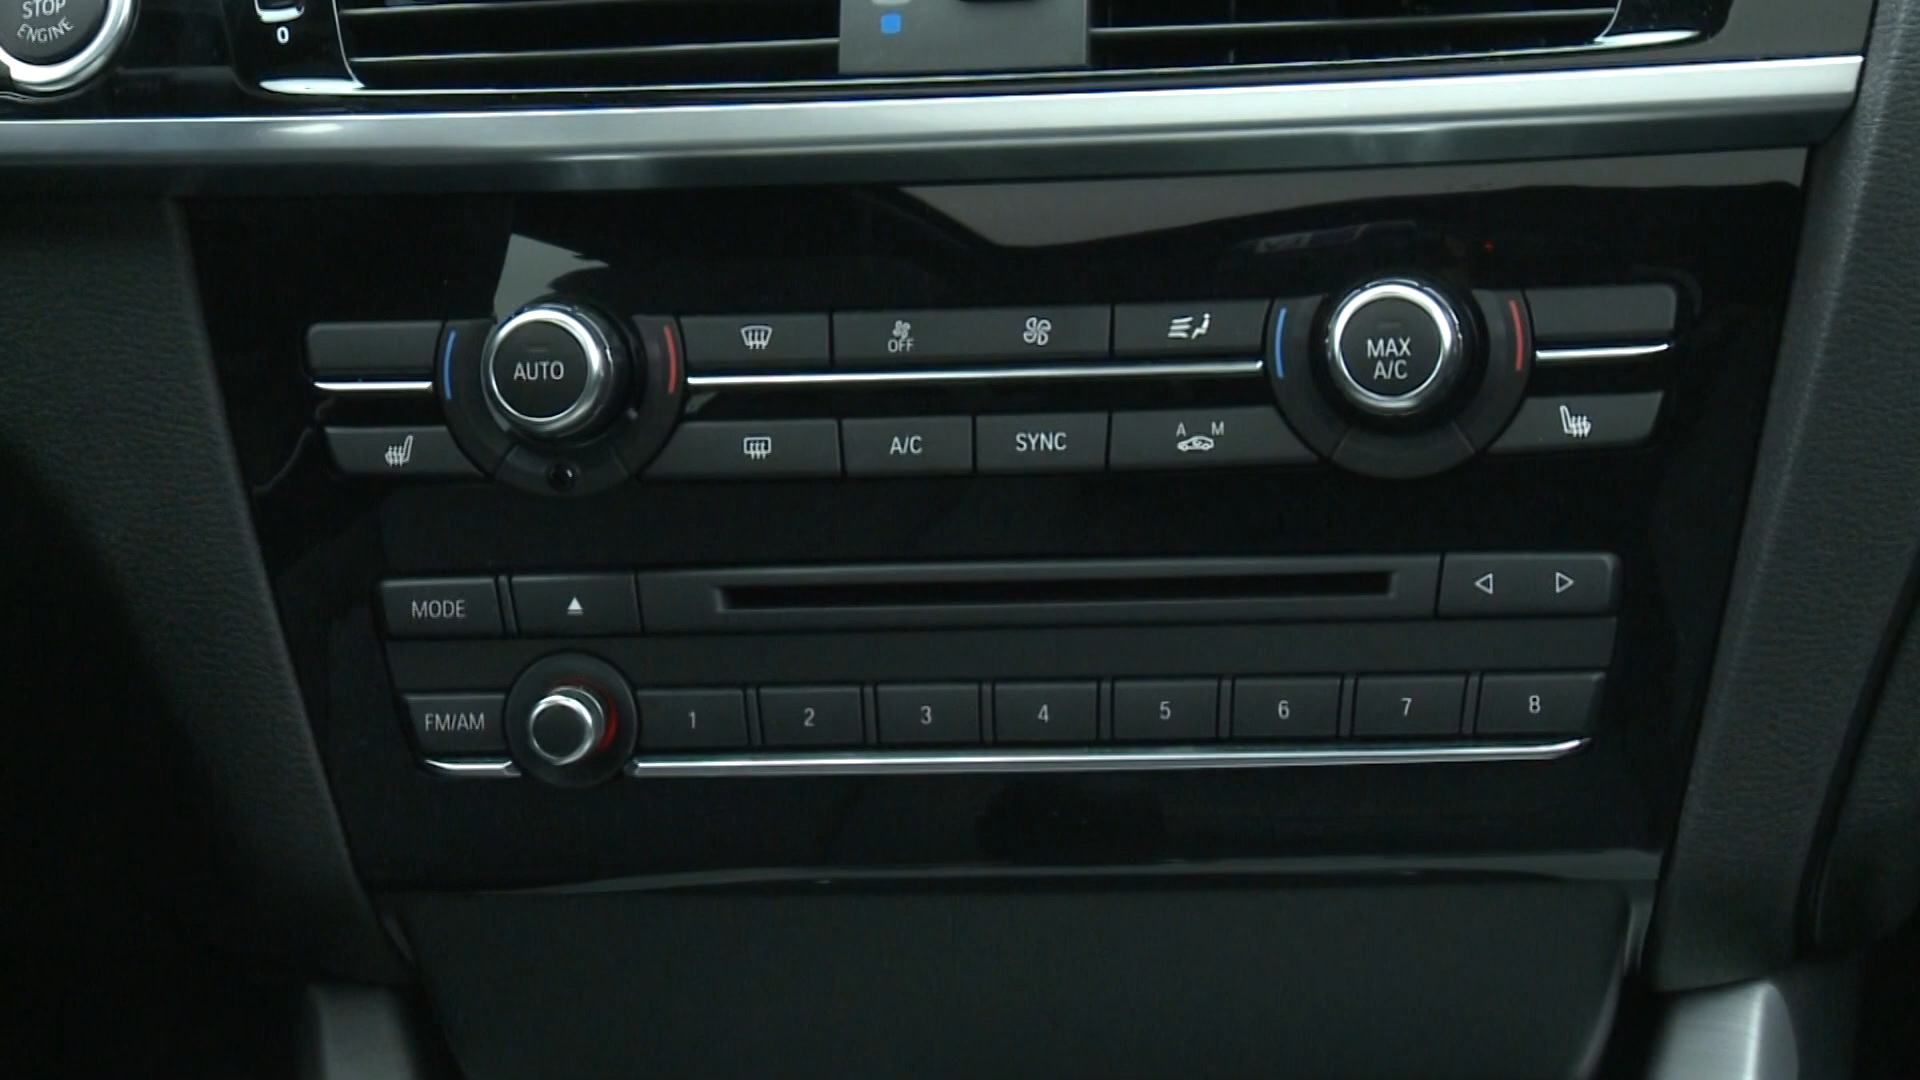 STOP
ENGINE
0
AUTO
OFF
MAX
A/C
A/C
SYNC
A M
MODE
FM/AM
1 2 3 4 5 6 7 8